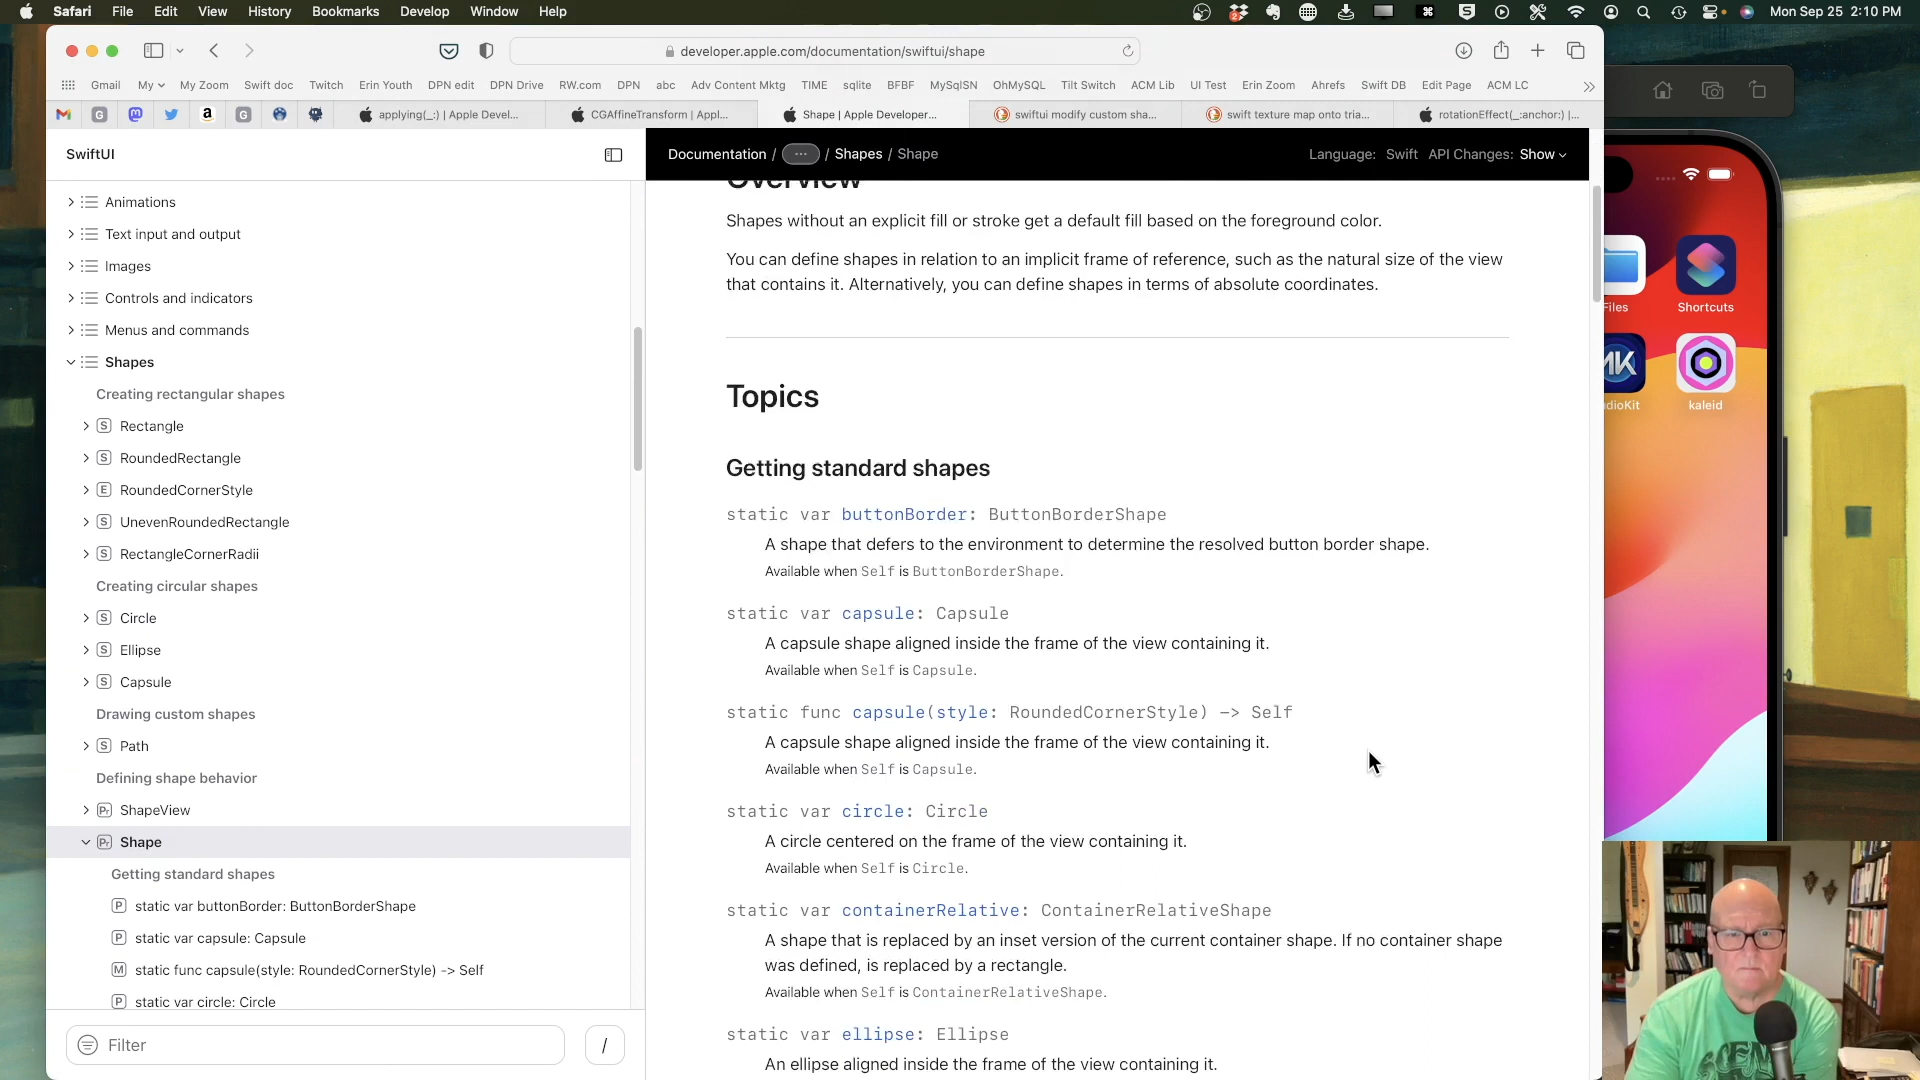 Safari File Edit View History Bookmarks Develop Window Help Mon Sep 25 2:10 PM
developer.apple.com/documentation/swiftui/shape
Gmail My My Zoom Swift doc Twitch Erin Youth DPN edit DPN Drive RW.com DPN abc Adv Content Mktg TIME sqlite BFBF MySqlSN OhMySQL Tilt Switch ACM Lib UI Test Erin Zoom Ahrefs Swift DB Edit Page ACM LC
applying(_:) | Apple Devel... CGAffineTransform | Appl... Shape | Apple Developer... swiftui modify custom sha... swift texture map onto tria... rotationEffect(_:anchor:) |...
SwiftUI
Animations
Text input and output
Images
Controls and indicators
Menus and commands
Shapes
Creating rectangular shapes
Rectangle
RoundedRectangle
RoundedCornerStyle
UnevenRoundedRectangle
RectangleCornerRadii
Creating circular shapes
Circle
Ellipse
Capsule
Drawing custom shapes
Path
Defining shape behavior
ShapeView
Shape
Getting standard shapes
static var buttonBorder: ButtonBorderShape
static var capsule: Capsule
static func capsule(style: RoundedCornerStyle) -> Self
static var circle: Circle
Filter
/
Documentation / ... / Shapes / Shape
Language: Swift API Changes: Show
Overview
Shapes without an explicit fill or stroke get a default fill based on the foreground color.
You can define shapes in relation to an implicit frame of reference, such as the natural size of the view
that contains it. Alternatively, you can define shapes in terms of absolute coordinates.
Topics
Getting standard shapes
static var buttonBorder: ButtonBorderShape
A shape that defers to the environment to determine the resolved button border shape.
Available when Self is ButtonBorderShape.
static var capsule: Capsule
A capsule shape aligned inside the frame of the view containing it.
Available when Self is Capsule.
static func capsule(style: RoundedCornerStyle) -> Self
A capsule shape aligned inside the frame of the view containing it.
Available when Self is Capsule.
static var circle: Circle
A circle centered on the frame of the view containing it.
Available when Self is Circle.
static var containerRelative: ContainerRelativeShape
A shape that is replaced by an inset version of the current container shape. If no container shape
was defined, is replaced by a rectangle.
Available when Self is ContainerRelativeShape.
static var ellipse: Ellipse
An ellipse aligned inside the frame of the view containing it.
Files
Shortcuts
kaleid